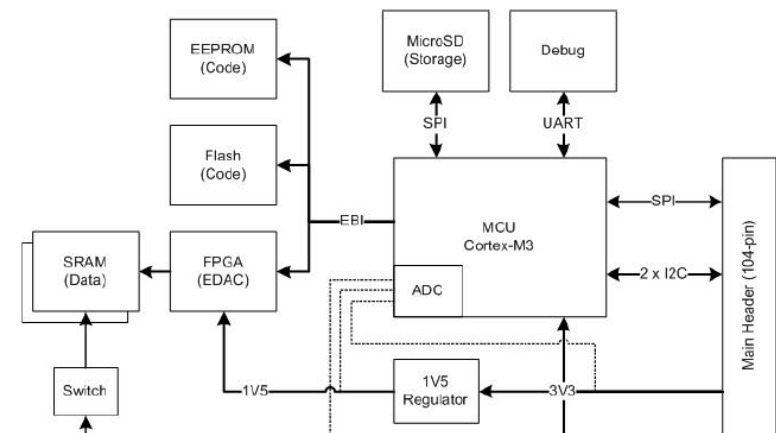 EEPROM
(Code)
MicroSD
(Storage)
Debug
SPI
UART
Flash
(Code)
EBI
MCU
Cortex-M3
SPI
SRAM
(Data)
FPGA
(EDAC)
ADC
2 x I2C
Main Header (104-pin)
Switch
1V5
1V5
Regulator
3V3